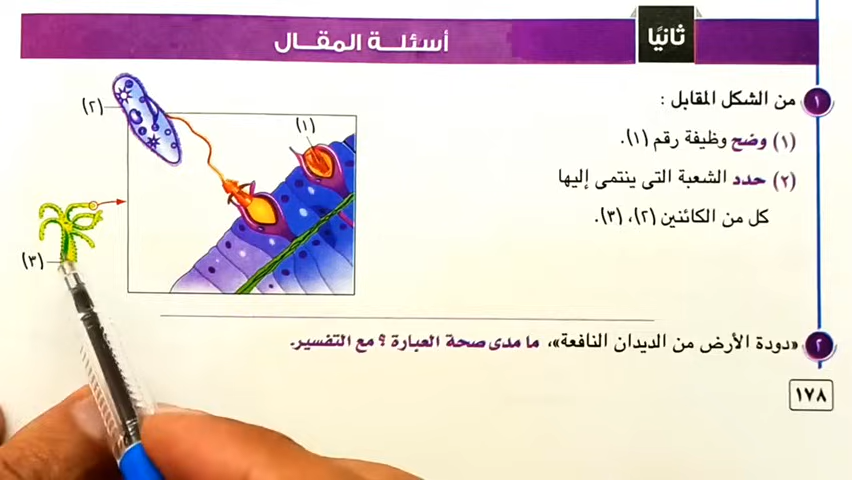 ثانيًا
أسئلة المقال
١ من الشكل المقابل :
(١) وضح وظيفة رقم (١).
(٢) حدد الشعبة التى ينتمى إليها
كل من الكائنين (٢)، (٣).
(١)
(٢)
(٣)
٢ «دودة الأرض من الديدان النافعة»، ما مدى صحة العبارة ؟ مع التفسير.
١٧٨